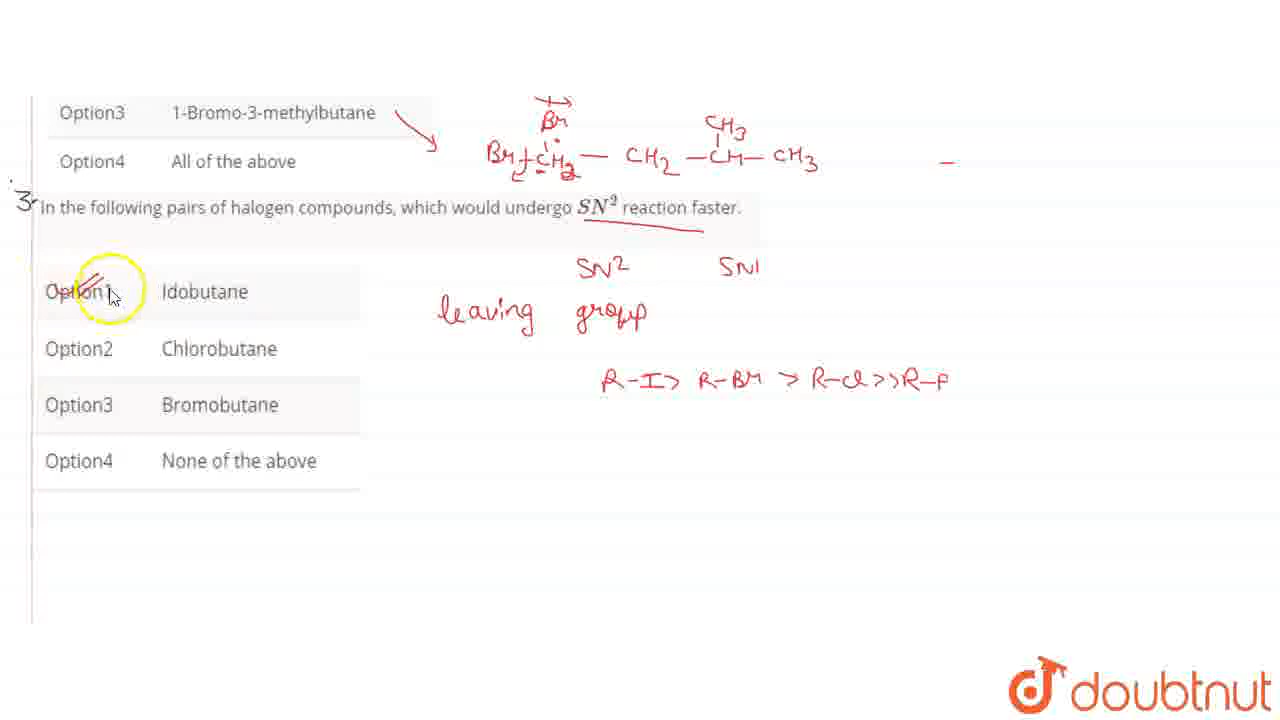 Option3 1-Bromo-3-methylbutane
Br
CH3
Br CH2 — CH2 — CH — CH3
Option4 All of the above
3. In the following pairs of halogen compounds, which would undergo SN² reaction faster.
SN2 SN1
Option1 Idobutane
leaving group
Option2 Chlorobutane
R-I > R-Br > R-Cl >> R-F
Option3 Bromobutane
Option4 None of the above
doubtnut